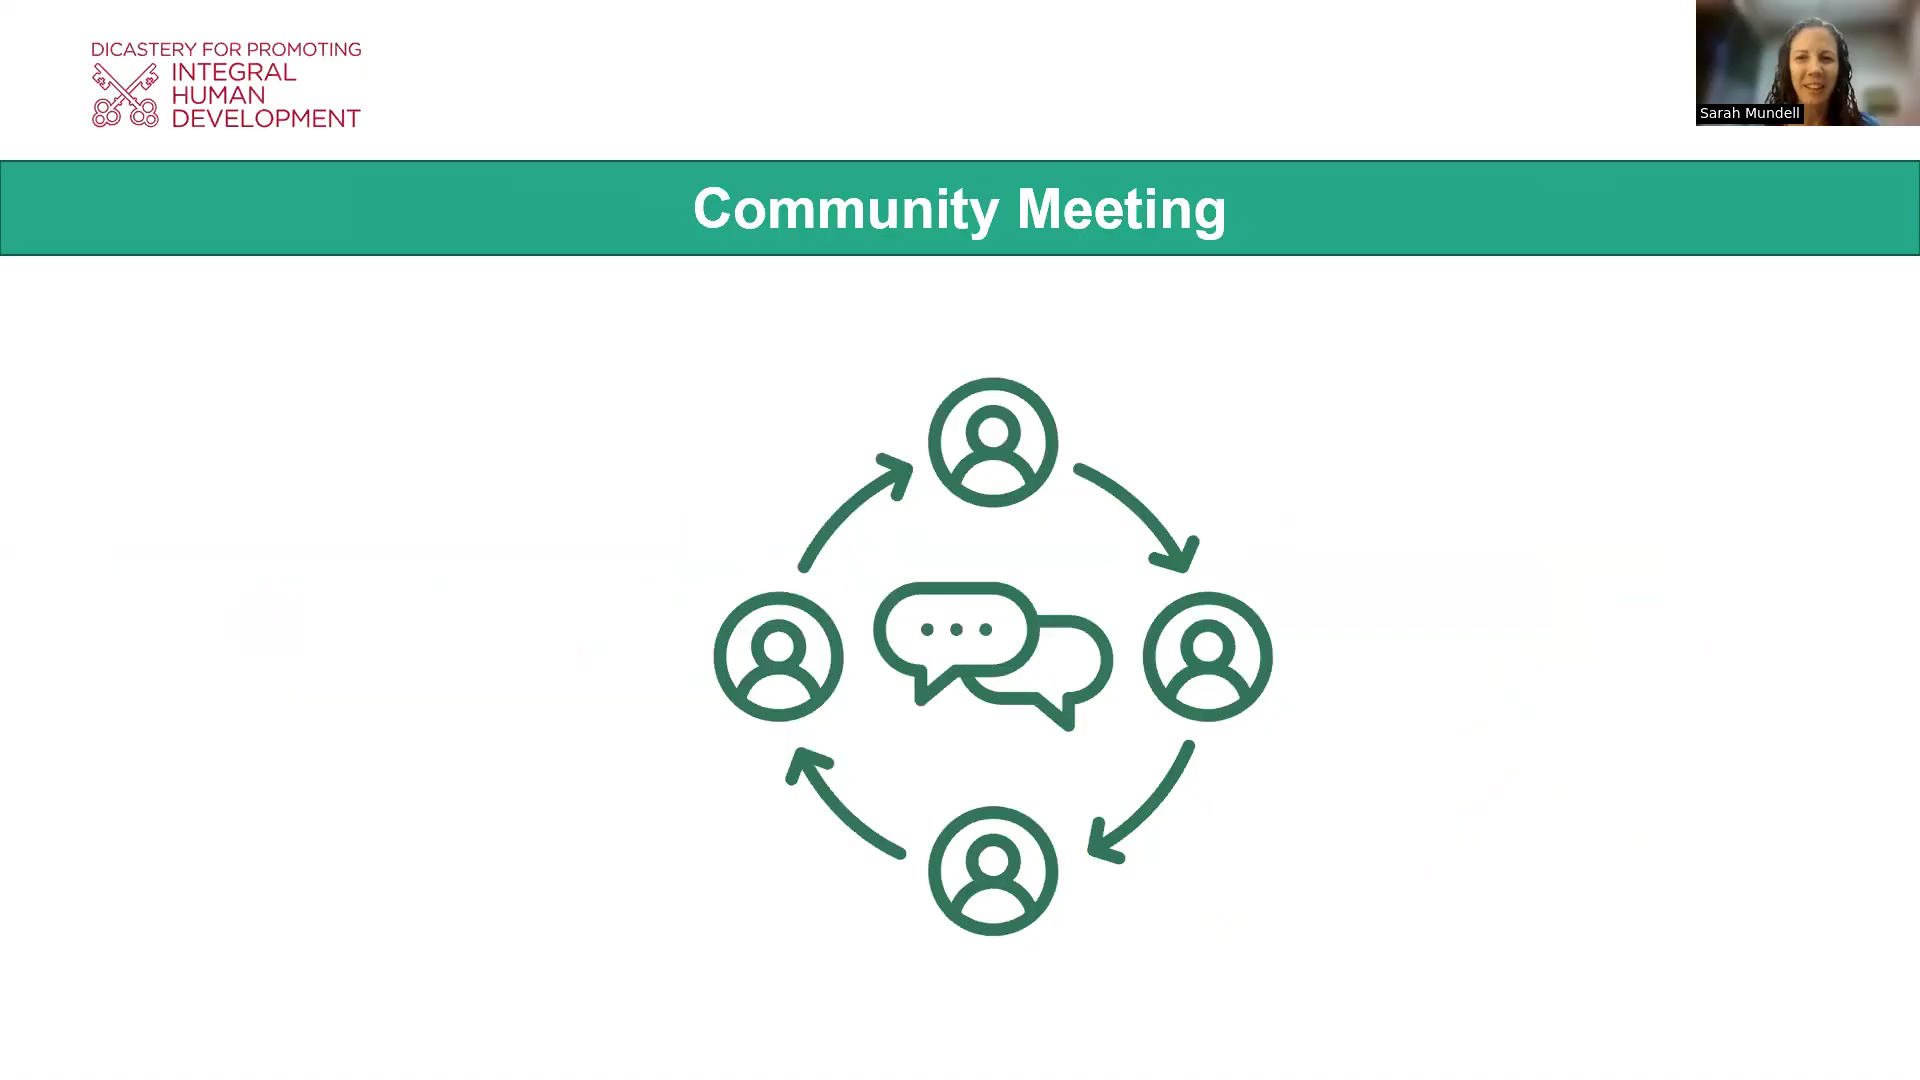 DICASTERY FOR PROMOTING
INTEGRAL
HUMAN
DEVELOPMENT
Sarah Mundell
Community Meeting